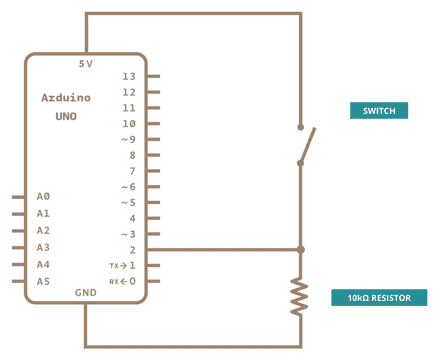 5V
Arduino
UNO
13
12
11
10
~9
8
7
~6
~5
4
~3
2
TX→1
RX←0
A0
A1
A2
A3
A4
A5
GND
SWITCH
10kΩ RESISTOR